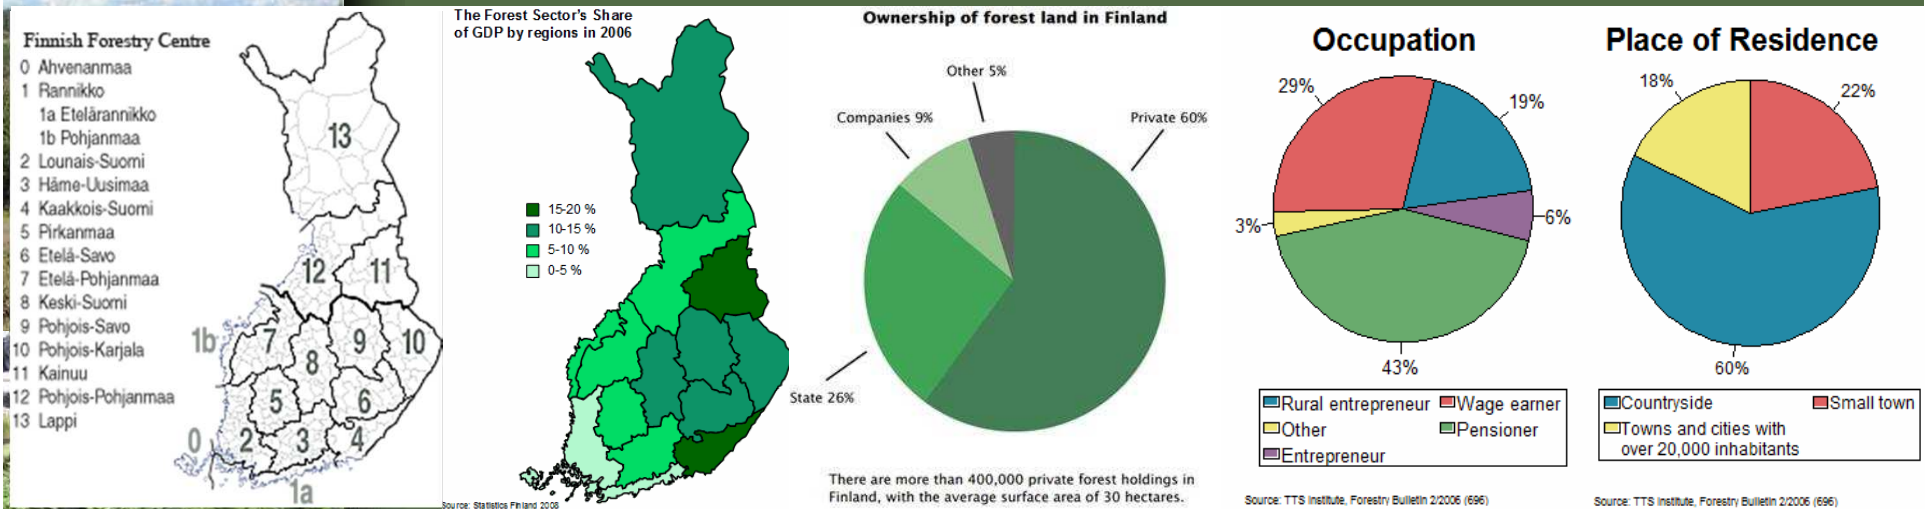 Finnish Forestry Centre
0 Ahvenanmaa
1 Rannikko
1a Etelärannikko
1b Pohjanmaa
2 Lounais-Suomi
3 Häme-Uusimaa
4 Kaakkois-Suomi
5 Pirkanmaa
6 Etelä-Savo
7 Etelä-Pohjanmaa
8 Keski-Suomi
9 Pohjois-Savo
10 Pohjois-Karjala
11 Kainuu
12 Pohjois-Pohjanmaa
13 Lappi
13
12
11
1b
7
8
9
10
5
6
0
2
3
4
1a
The Forest Sector's Share
of GDP by regions in 2006
15-20 %
10-15 %
5-10 %
0-5 %
Source: Statistics Finland 2008
Ownership of forest land in Finland
Other 5%
Companies 9%
Private 60%
State 26%
There are more than 400,000 private forest holdings in
Finland, with the average surface area of 30 hectares.
Occupation
29%
19%
3%
6%
43%
Rural entrepreneur
Wage earner
Other
Pensioner
Entrepreneur
Source: TTS Institute, Forestry Bulletin 2/2006 (696)
Place of Residence
18%
22%
60%
Countryside
Small town
Towns and cities with
over 20,000 inhabitants
Source: TTS Institute, Forestry Bulletin 2/2006 (696)